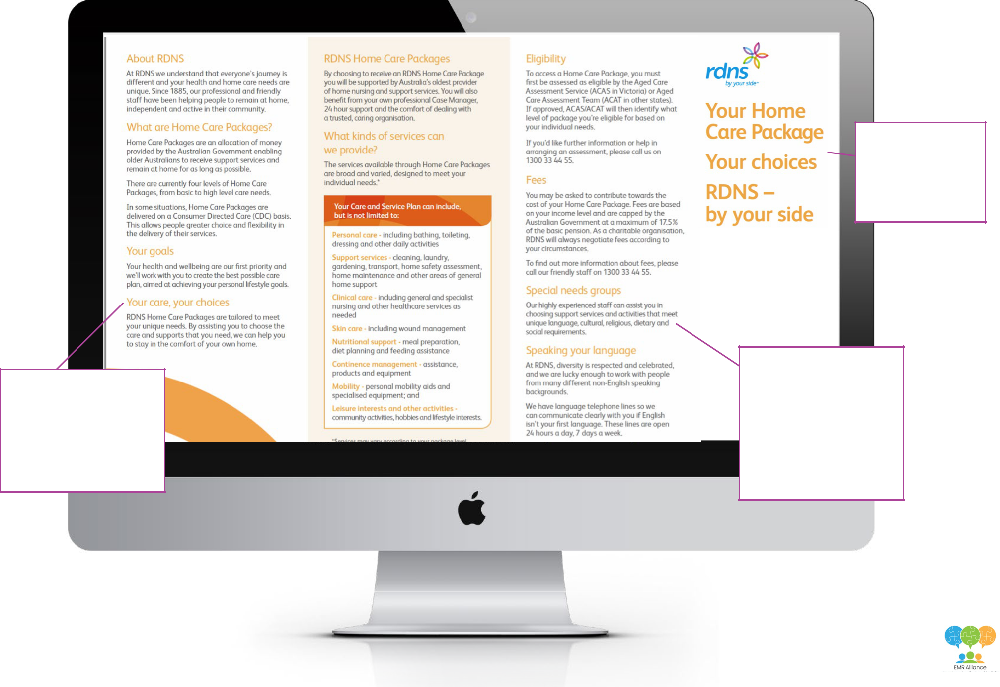 About RDNS
At RDNS we understand that everyone's journey is
different and your health and home care needs are
unique. Since 1885, our professional and friendly
staff have been helping people to remain at home,
independent and active in their community.
What are Home Care Packages?
Home Care Packages are an allocation of money
provided by the Australian Government enabling
older Australians to receive support services and
remain at home for as long as possible.
There are currently four levels of Home Care
Packages, from basic to high level care needs.
In some situations, Home Care Packages are
delivered on a Consumer Directed Care (CDC) basis.
This allows people greater choice and flexibility in
the delivery of their services.
Your goals
Your health and wellbeing are our first priority and
we'll work with you to create the best possible care
plan, aimed at achieving your personal lifestyle goals.
Your care, your choices
RDNS Home Care Packages are tailored to meet
your unique needs. By assisting you to choose the
care and supports that you need, we can help you
to stay in the comfort of your own home.
RDNS Home Care Packages
By choosing to receive an RDNS Home Care Package
you will be supported by Australia's oldest provider
of home nursing and support services. You will also
benefit from your own professional Case Manager,
24 hour support and the comfort of dealing with
a trusted, caring organisation.
What kinds of services can
we provide?
The services available through Home Care Packages
are broad and varied, designed to meet your
individual needs.*
Your Care and Service Plan can include,
but is not limited to:
Personal care - including bathing, toileting,
dressing and other daily activities
Support services - cleaning, laundry,
gardening, transport, home safety assessment,
home maintenance and other areas of general
home support
Clinical care - including general and specialist
nursing and other healthcare services as
needed
Skin care - including wound management
Nutritional support - meal preparation,
diet planning and feeding assistance
Continence management - assistance,
products and equipment
Mobility - personal mobility aids and
specialised equipment; and
Leisure interests and other activities -
community activities, hobbies and lifestyle interests.
*Services may vary according to your package level
Eligibility
To access a Home Care Package, you must
first be assessed as eligible by the Aged Care
Assessment Service (ACAS in Victoria) or Aged
Care Assessment Team (ACAT in other states).
If approved, ACAS/ACAT will then identify what
level of package you're eligible for based on
your individual needs.
If you'd like further information or help in
arranging an assessment, please call us on
1300 33 44 55.
Fees
You may be asked to contribute towards the
cost of your Home Care Package. Fees are based
on your income level and are capped by the
Australian Government at a maximum of 17.5%
of the basic pension. As a charitable organisation,
RDNS will always negotiate fees according to
your circumstances.
To find out more information about fees, please
call our friendly staff on 1300 33 44 55.
Special needs groups
Our highly experienced staff can assist you in
choosing support services and activities that meet
unique language, cultural, religious, dietary and
social requirements.
Speaking your language
At RDNS, diversity is respected and celebrated,
and we are lucky enough to work with people
from many different non-English speaking
backgrounds.
We have language telephone lines so we
can communicate clearly with you if English
isn't your first language. These lines are open
24 hours a day, 7 days a week.
rdns
by your side™
Your Home
Care Package
Your choices
RDNS –
by your side
EMR Alliance